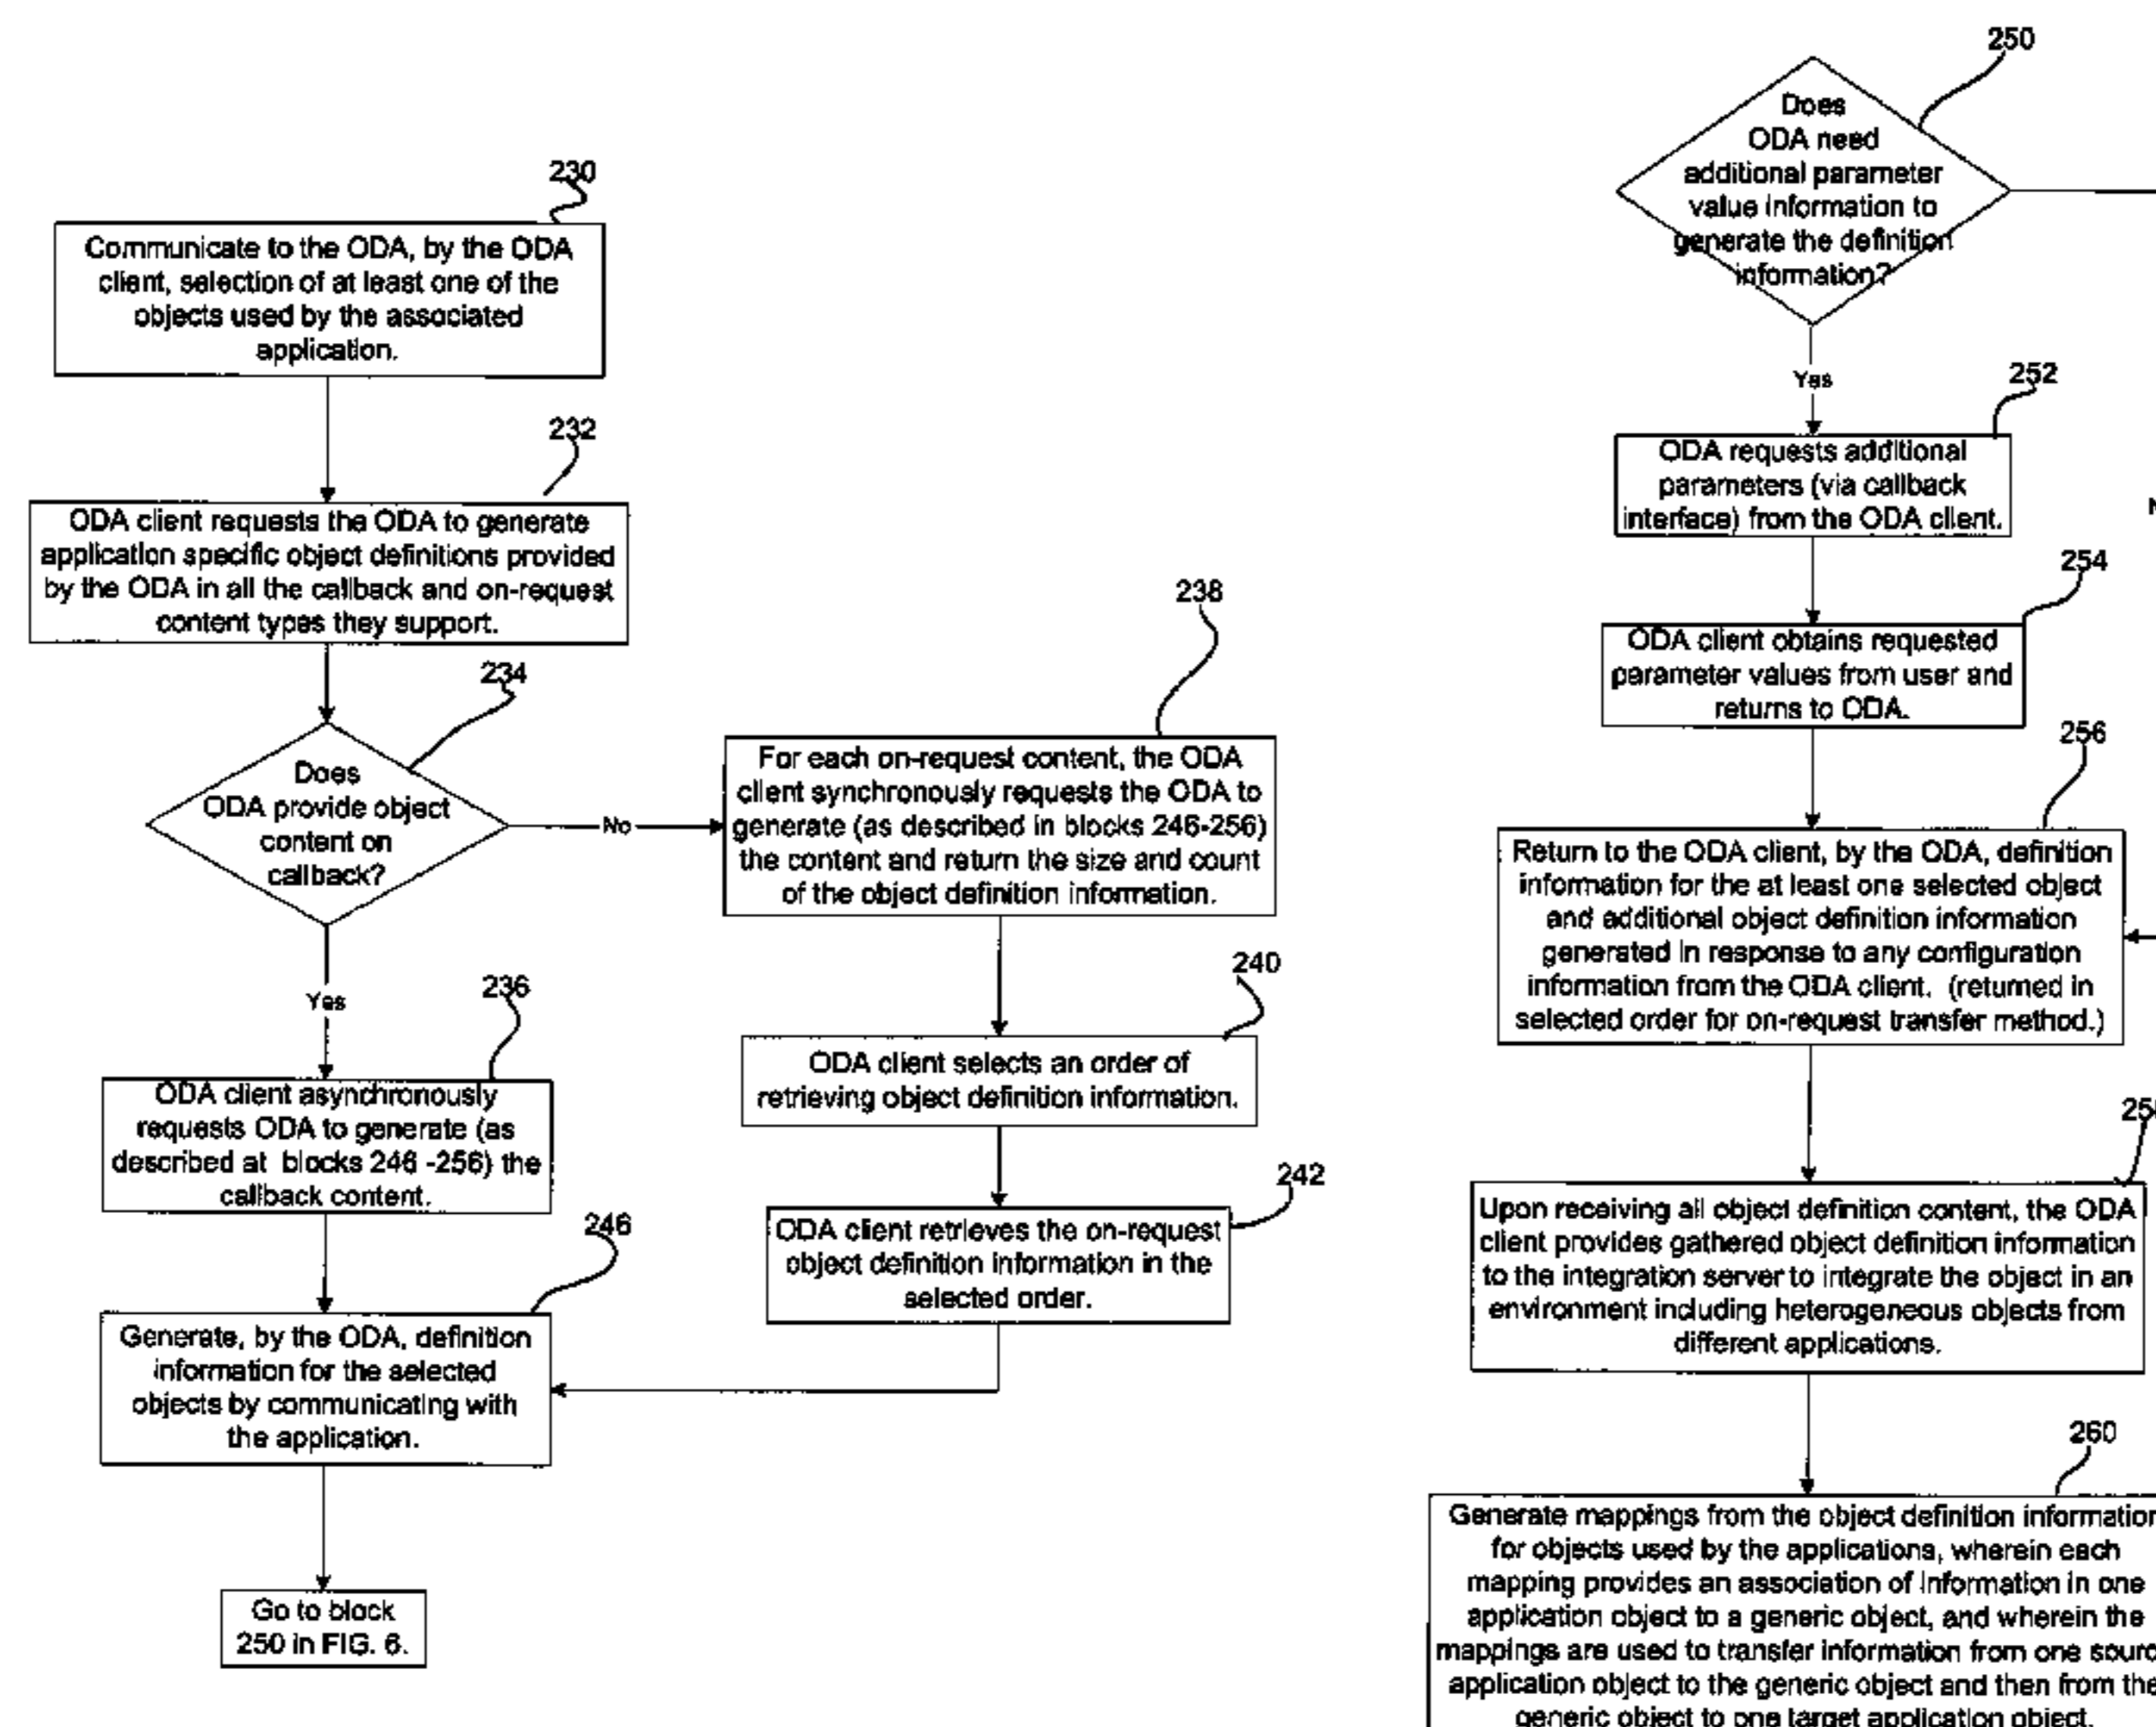 230
Communicate to the ODA, by the ODA
client, selection of at least one of the
objects used by the associated
application.
232
ODA client requests the ODA to generate
application specific object definitions provided
by the ODA in all the callback and on-request
content types they support.
234
Does
ODA provide object
content on
callback?
No
Yes
236
ODA client asynchronously
requests ODA to generate (as
described at blocks 246 -256) the
callback content.
238
For each on-request content, the ODA
client synchronously requests the ODA to
generate (as described in blocks 246-256)
the content and return the size and count
of the object definition information.
240
ODA client selects an order of
retrieving object definition information.
242
ODA client retrieves the on-request
object definition information in the
selected order.
246
Generate, by the ODA, definition
information for the selected
objects by communicating with
the application.
Go to block
250 in FIG. 6.
250
Does
ODA need
additional parameter
value information to
generate the definition
information?
Yes
252
ODA requests additional
parameters (via callback
interface) from the ODA client.
254
ODA client obtains requested
parameter values from user and
returns to ODA.
256
Return to the ODA client, by the ODA, definition
information for the at least one selected object
and additional object definition information
generated in response to any configuration
information from the ODA client. (returned in
selected order for on-request transfer method.)
Upon receiving all object definition content, the ODA
client provides gathered object definition information
to the integration server to integrate the object in an
environment including heterogeneous objects from
different applications.
260
Generate mappings from the object definition information
for objects used by the applications, wherein each
mapping provides an association of information in one
application object to a generic object, and wherein the
mappings are used to transfer information from one
application object to the generic object and then from the
generic object to one target application object.